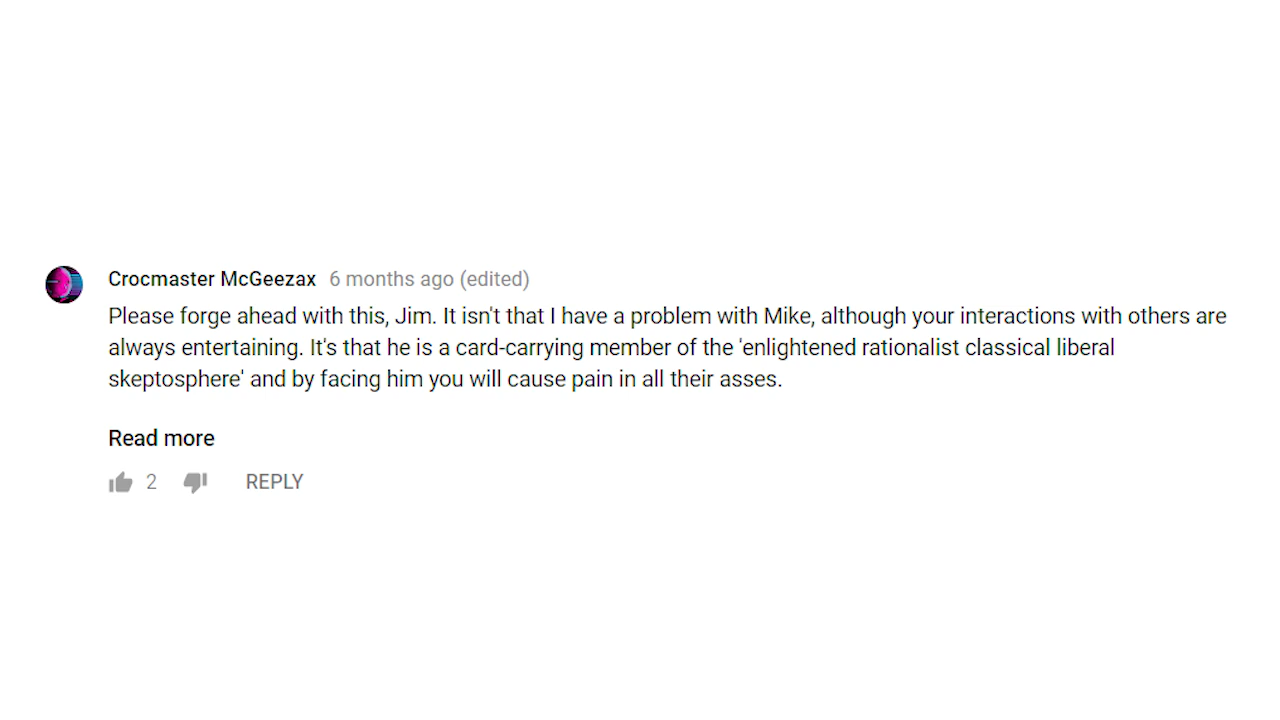 Crocmaster McGeezax 6 months ago (edited)
Please forge ahead with this, Jim. It isn't that I have a problem with Mike, although your interactions with others are
always entertaining. It's that he is a card-carrying member of the 'enlightened rationalist classical liberal
skeptosphere' and by facing him you will cause pain in all their asses.
Read more
2 REPLY